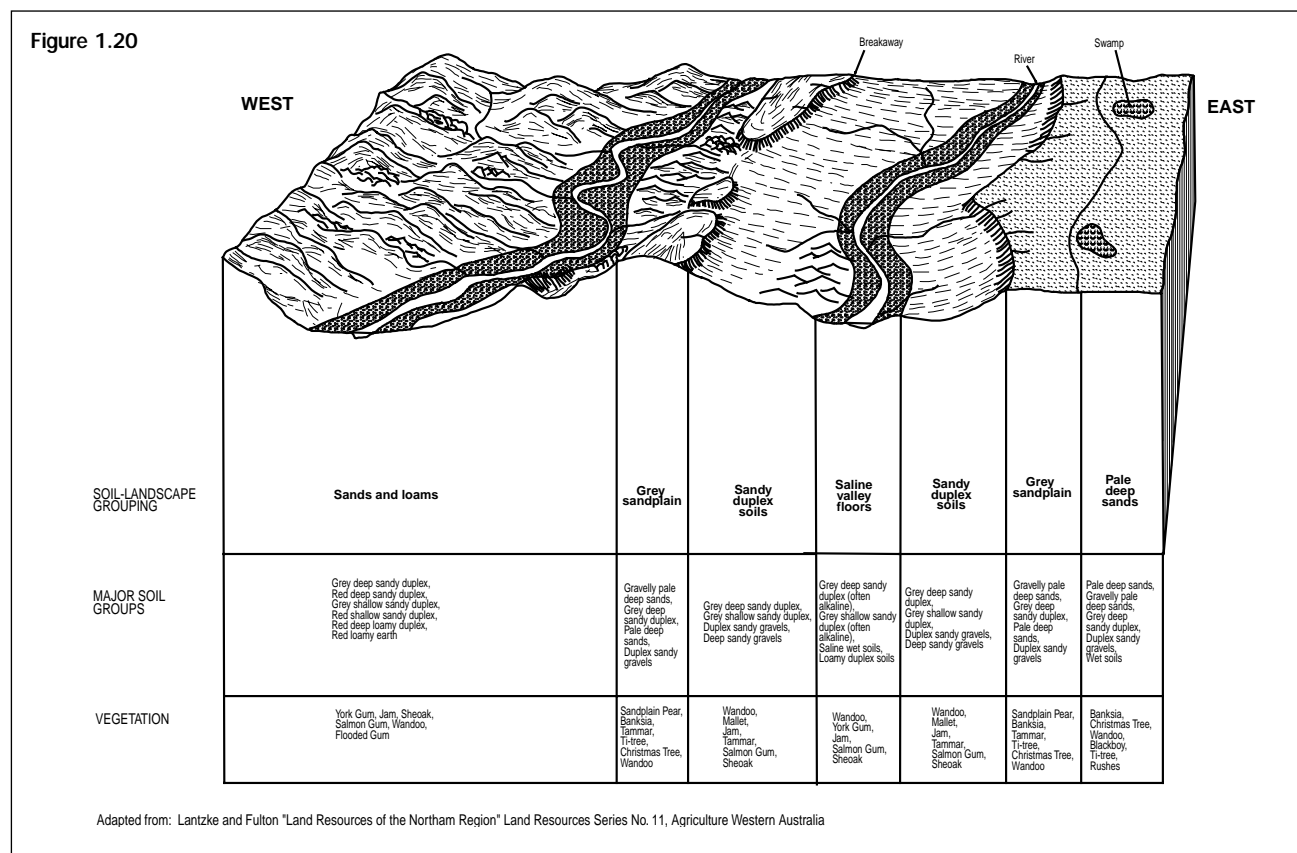 Figure 1.20
Breakaway
Swamp
River
WEST
EAST
SOIL-LANDSCAPE
GROUPING
Sands and loams
Grey
sandplain
Sandy
duplex
soils
Saline
valley
floors
Sandy
duplex
soils
Grey
sandplain
Pale
deep
sands
MAJOR SOIL
GROUPS
Grey deep sandy duplex,
Red deep sandy duplex,
Grey shallow sandy duplex,
Red shallow sandy duplex,
Red deep loamy duplex,
Red loamy earth
Gravelly pale
deep sands,
Grey deep
sandy duplex,
Pale deep
sands,
Duplex sandy
gravels
Grey deep sandy duplex,
Grey shallow sandy duplex,
Duplex sandy gravels,
Deep sandy gravels
Grey deep sandy
duplex (often
alkaline),
Grey shallow sandy
duplex (often
alkaline),
Saline wet soils,
Loamy duplex soils
Grey deep sandy
duplex,
Grey shallow sandy
duplex,
Duplex sandy gravels,
Deep sandy gravels
Gravelly pale
deep sands,
Grey deep
sandy duplex,
Pale deep
sands,
Duplex sandy
gravels
Pale deep sands,
Gravelly pale
deep sands,
Grey deep
sandy duplex,
Duplex sandy
gravels,
Wet soils
VEGETATION
York Gum, Jam, Sheoak,
Salmon Gum, Wandoo,
Flooded Gum
Sandplain Pear,
Banksia,
Tammar,
Ti-tree,
Christmas Tree,
Wandoo
Wandoo,
Mallet,
Jam,
Tammar,
Salmon Gum,
Sheoak
Wandoo,
York Gum,
Jam,
Salmon Gum,
Sheoak
Wandoo,
Mallet,
Jam,
Tammar,
Salmon Gum,
Sheoak
Sandplain Pear,
Banksia,
Tammar,
Ti-tree,
Christmas Tree,
Wandoo
Banksia,
Christmas Tree,
Wandoo,
Blackboy,
Ti-tree,
Rushes
Adapted from: Lantzke and Fulton "Land Resources of the Northam Region" Land Resources Series No. 11, Agriculture Western Australia